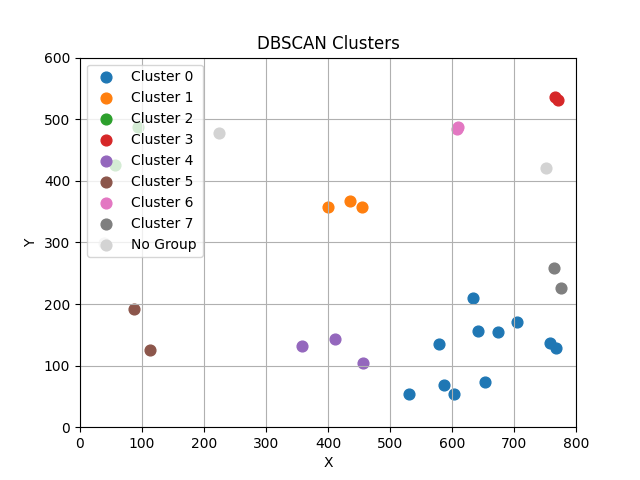 DBSCAN Clusters
600
500
400
300
200
100
0
Y
Cluster 0
Cluster 1
Cluster 2
Cluster 3
Cluster 4
Cluster 5
Cluster 6
Cluster 7
No Group
0 100 200 300 400 500 600 700 800
X